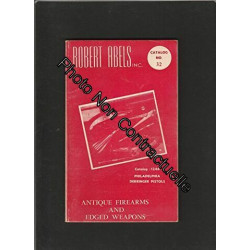 ROBERT ABELS INC.
CATALOG
NO.
32
Photo Non Contractuelle
PHILADELPHIA
DERRINGER PISTOLS
ANTIQUE FIREARMS
AND
EDGED WEAPONS